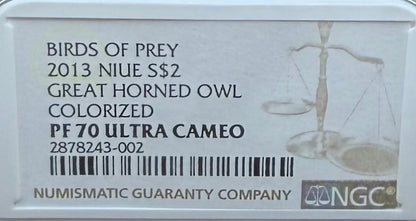 BIRDS OF PREY
2013 NIUE S$2
GREAT HORNED OWL
COLORIZED
PF 70 ULTRA CAMEO
2878243-002
NUMISMATIC GUARANTY COMPANY
NGC®